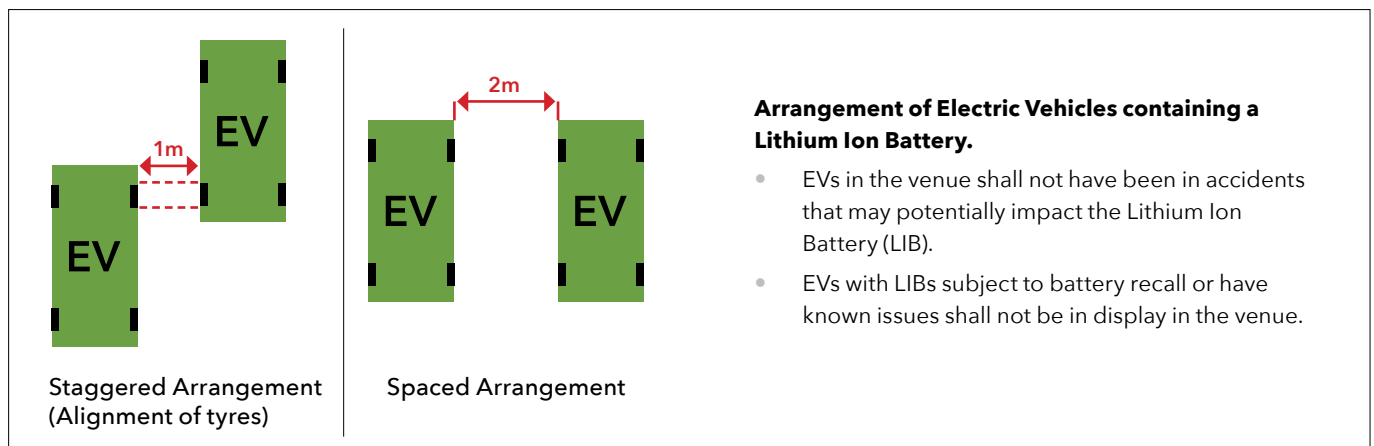 EV
1m
EV
Staggered Arrangement
(Alignment of tyres)
2m
EV
EV
Spaced Arrangement
Arrangement of Electric Vehicles containing a
Lithium Ion Battery.
• EVs in the venue shall not have been in accidents
that may potentially impact the Lithium Ion
Battery (LIB).
• EVs with LIBs subject to battery recall or have
known issues shall not be in display in the venue.